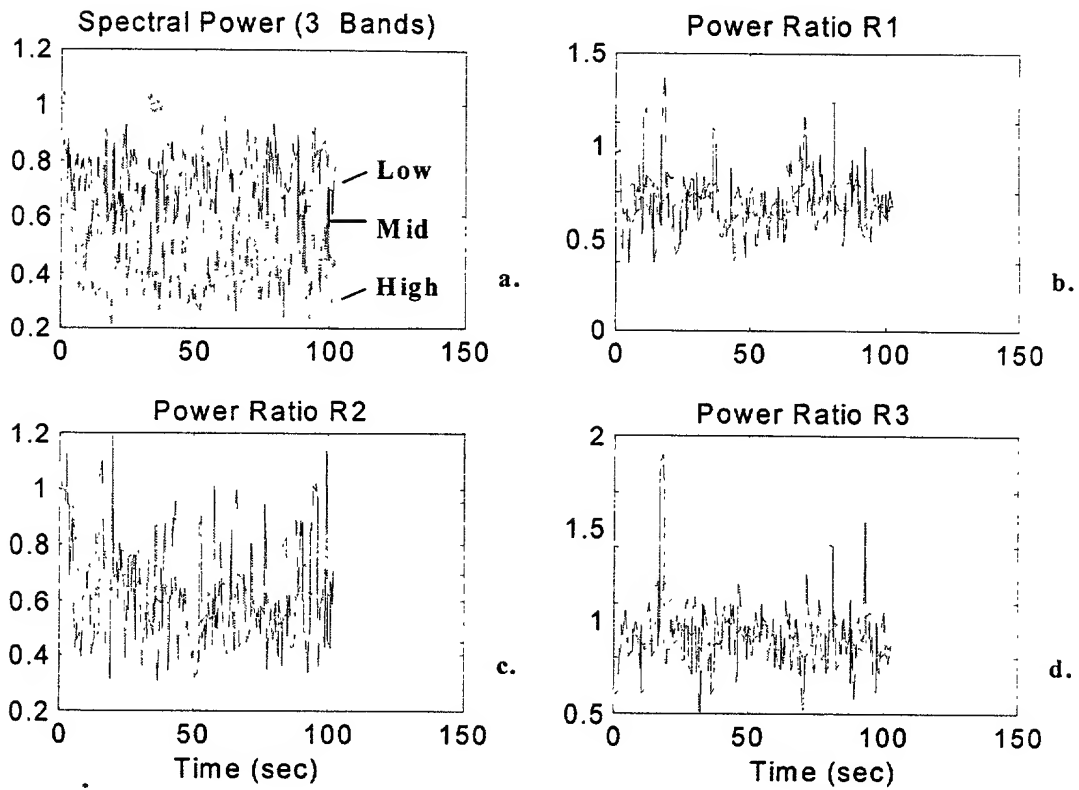 Spectral Power (3 Bands)
1.2
1
0.8
0.6
0.4
0.2
0
50
100
150
Low
Mid
High
a.
Power Ratio R1
1.5
1
0.5
0
0
50
100
150
b.
Power Ratio R2
1.2
1
0.8
0.6
0.4
0.2
0
50
100
150
Time (sec)
c.
Power Ratio R3
2
1.5
1
0.5
0
50
100
150
Time (sec)
d.